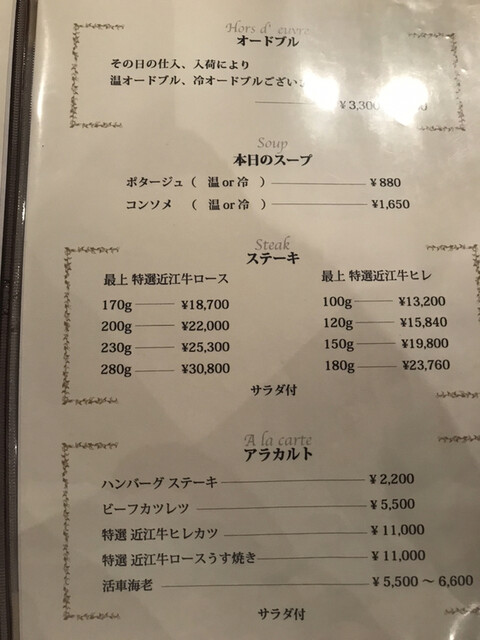 Hors d' euvre
オードブル
その日の仕入、入荷により
温オードブル、冷オードブルござい
¥3,300
Soup
本日のスープ
ポタージュ（ 温 or 冷 ） ¥880
コンソメ （ 温 or 冷 ） ¥1,650
Steak
ステーキ
最上 特選近江牛ロース
170g ¥18,700
200g ¥22,000
230g ¥25,300
280g ¥30,800
最上 特選近江牛ヒレ
100g ¥13,200
120g ¥15,840
150g ¥19,800
180g ¥23,760
サラダ付
A la carte
アラカルト
ハンバーグ ステーキ ¥2,200
ビーフカツレツ ¥5,500
特選 近江牛ヒレカツ ¥11,000
特選 近江牛ロースうす焼き ¥11,000
活車海老 ¥5,500 〜 6,600
サラダ付